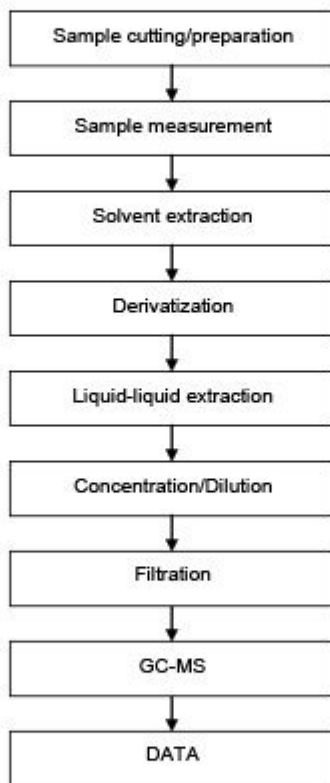 Sample cutting/preparation
Sample measurement
Solvent extraction
Derivatization
Liquid-liquid extraction
Concentration/Dilution
Filtration
GC-MS
DATA